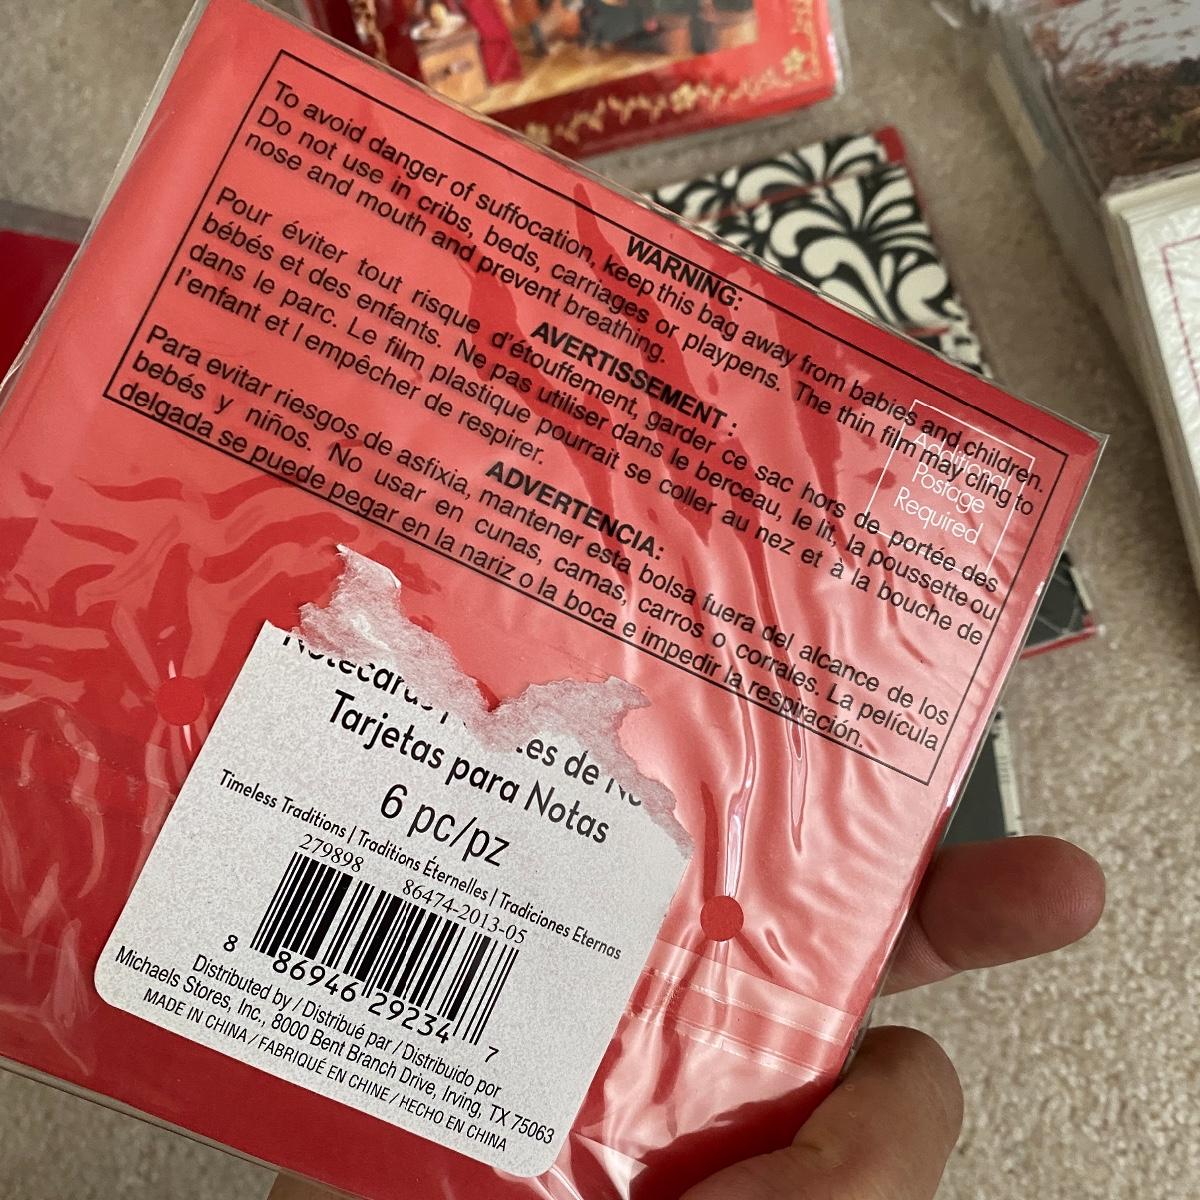 WARNING:
To avoid danger of suffocation, keep this bag away from babies and children.
Do not use in cribs, beds, carriages or playpens. The thin film may cling to
nose and mouth and prevent breathing.
AVERTISSEMENT :
Pour éviter tout risque d'étouffement, garder ce sac hors de portée des
bébés et des enfants. Ne pas utiliser dans le berceau, le lit, la poussette ou
dans le parc. Le film plastique pourrait se coller au nez et à la bouche de
l'enfant et l empêcher de respirer.
ADVERTENCIA:
Para evitar riesgos de asfixia, mantener esta bolsa fuera del alcance de los
bebés y niños. No usar en cunas, camas, carros o corrales. La película
delgada se puede pegar en la nariz o la boca e impedir la respiración.
Additional
Postage
Required
Notecards
de
Tarjetas para Notas
6 pc/pz
Timeless Traditions | Traditions Éternelles | Tradiciones Eternas
279898 86474-2013-05
8 86946 29234 7
Distributed by / Distribué par / Distribuido por
Michaels Stores, Inc., 8000 Bent Branch Drive, Irving, TX 75063
MADE IN CHINA / FABRIQUÉ EN CHINE / HECHO EN CHINA